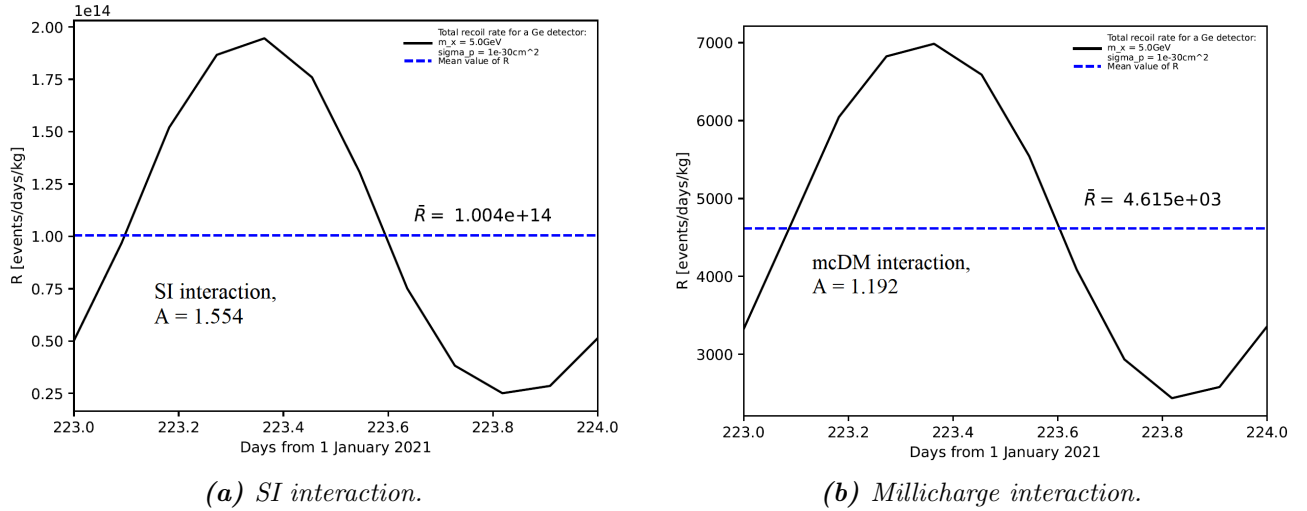 1e14
Total recoil rate for a Ge detector:
m_x = 5.0GeV
sigma_p = 1e-30cm^2
Mean value of R
2.00
1.75
1.50
1.25
1.00
0.75
0.50
0.25
R [events/days/kg]
R̄ = 1.004e+14
SI interaction,
A = 1.554
223.0 223.2 223.4 223.6 223.8 224.0
Days from 1 January 2021
(a) SI interaction.
Total recoil rate for a Ge detector:
m_x = 5.0GeV
sigma_p = 1e-30cm^2
Mean value of R
7000
6000
5000
4000
3000
R [events/days/kg]
R̄ = 4.615e+03
mcDM interaction,
A = 1.192
223.0 223.2 223.4 223.6 223.8 224.0
Days from 1 January 2021
(b) Millicharge interaction.